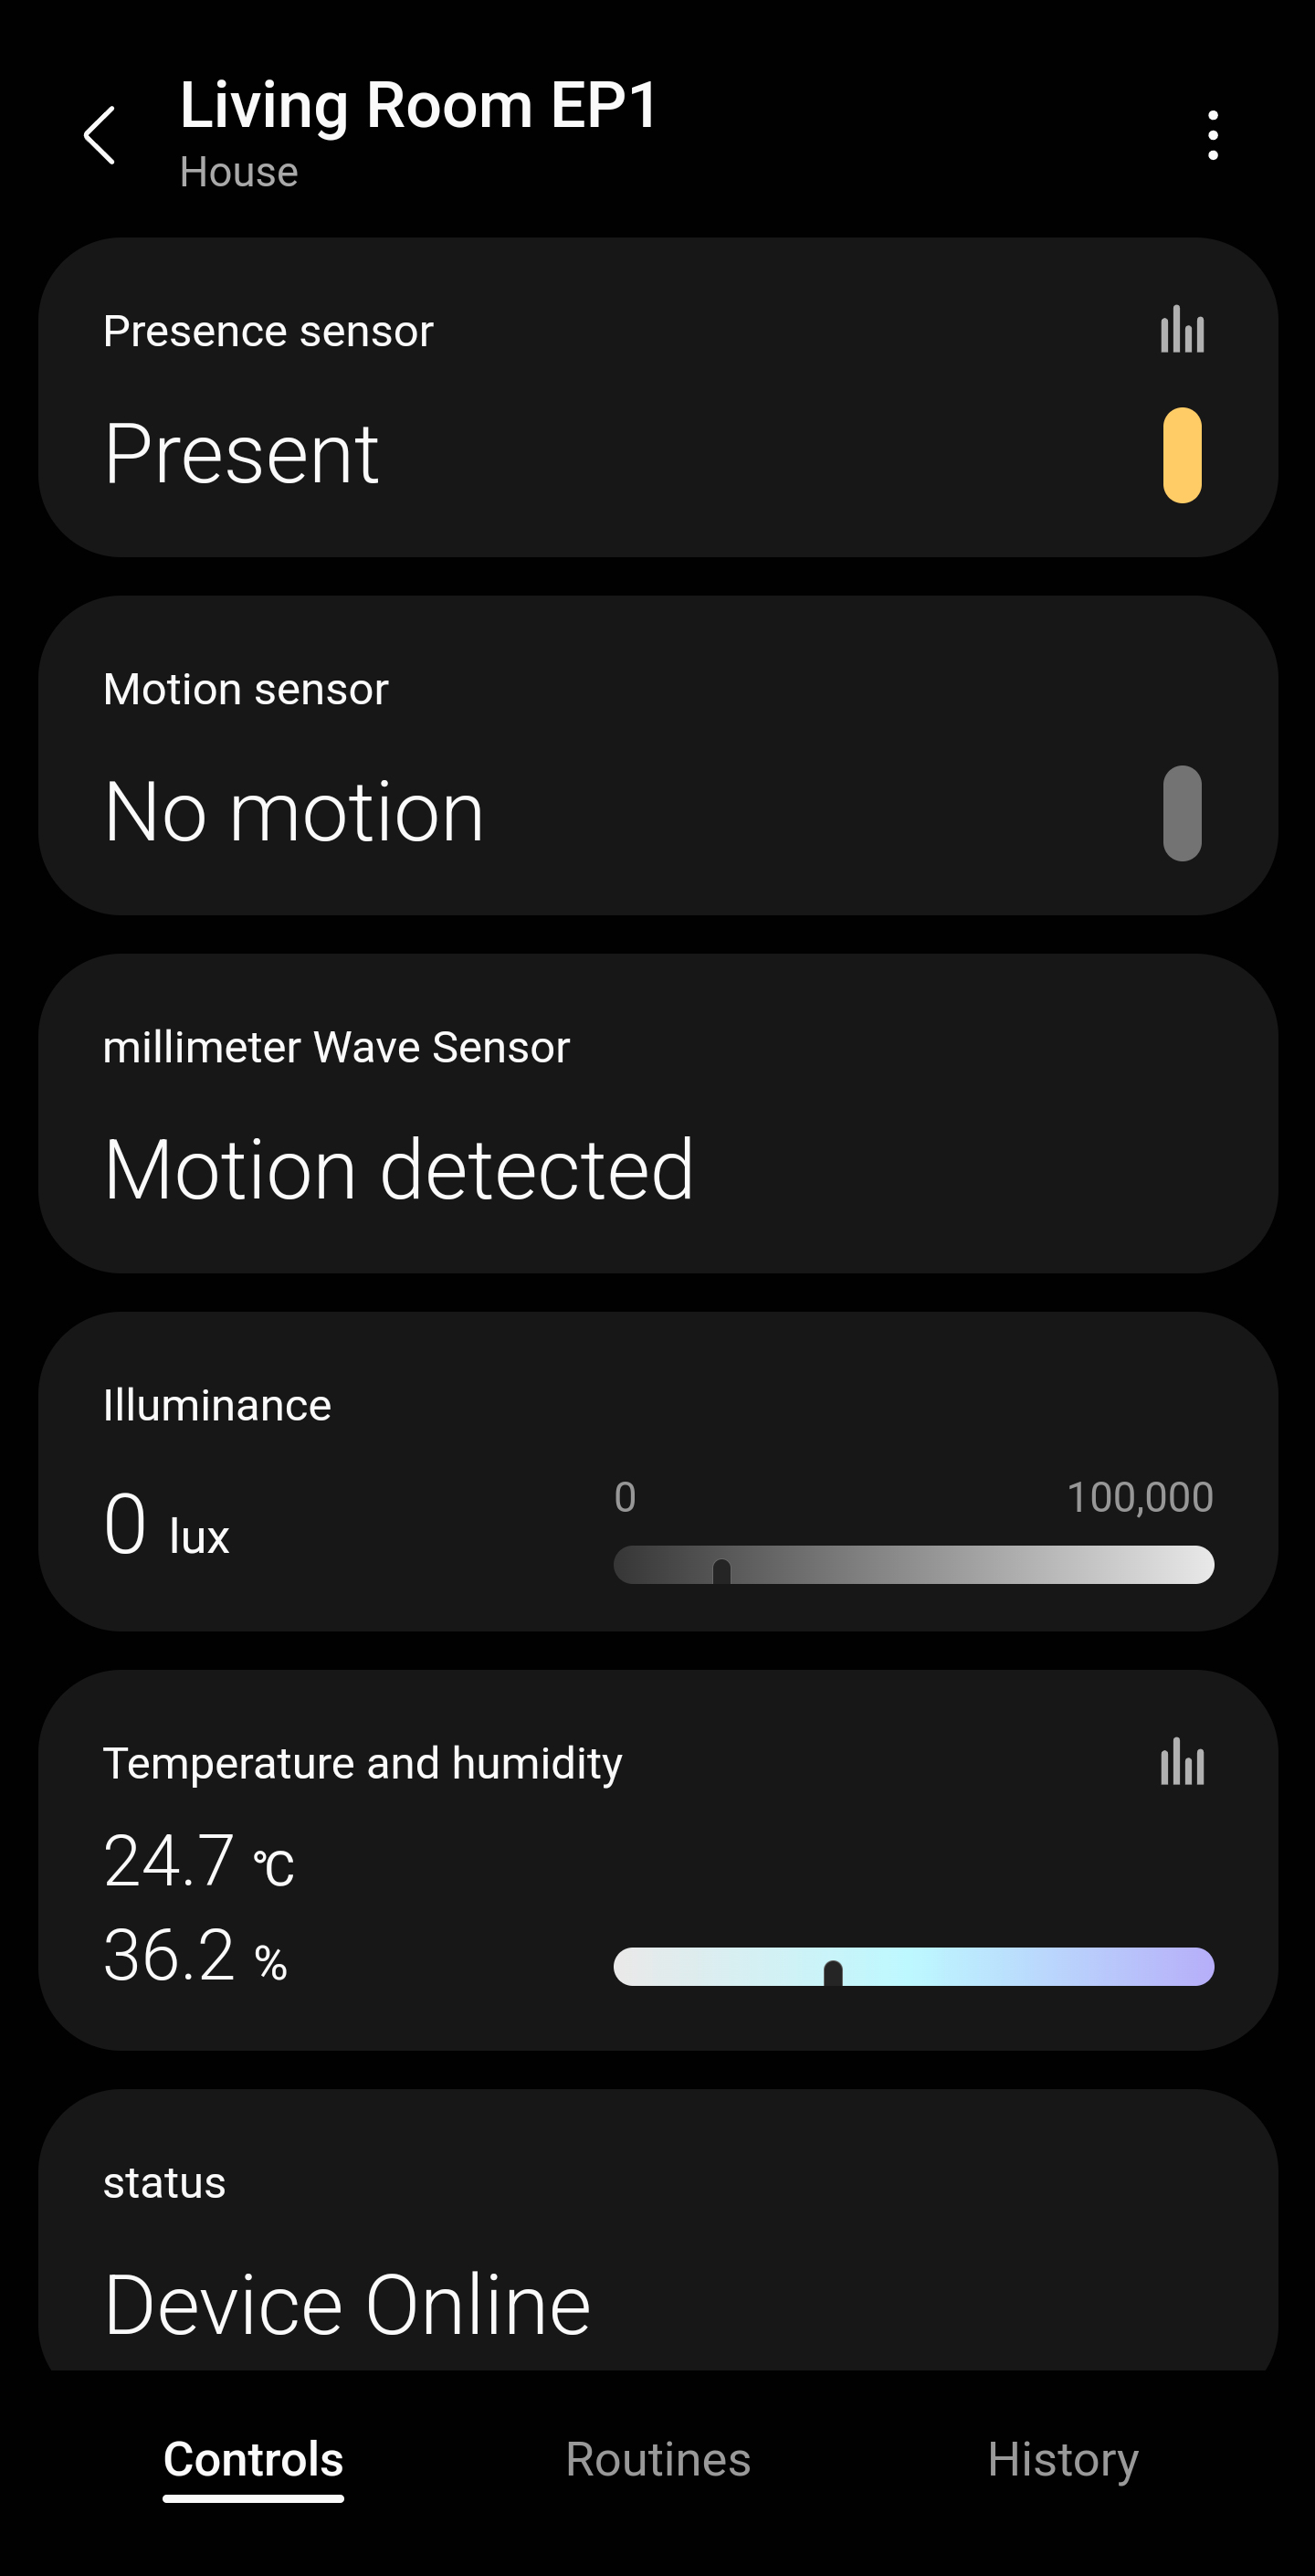 Living Room EP1
House
Presence sensor
Present
Motion sensor
No motion
millimeter Wave Sensor
Motion detected
Illuminance
0 lux
0 100,000
Temperature and humidity
24.7 ℃
36.2 %
status
Device Online
Controls Routines History